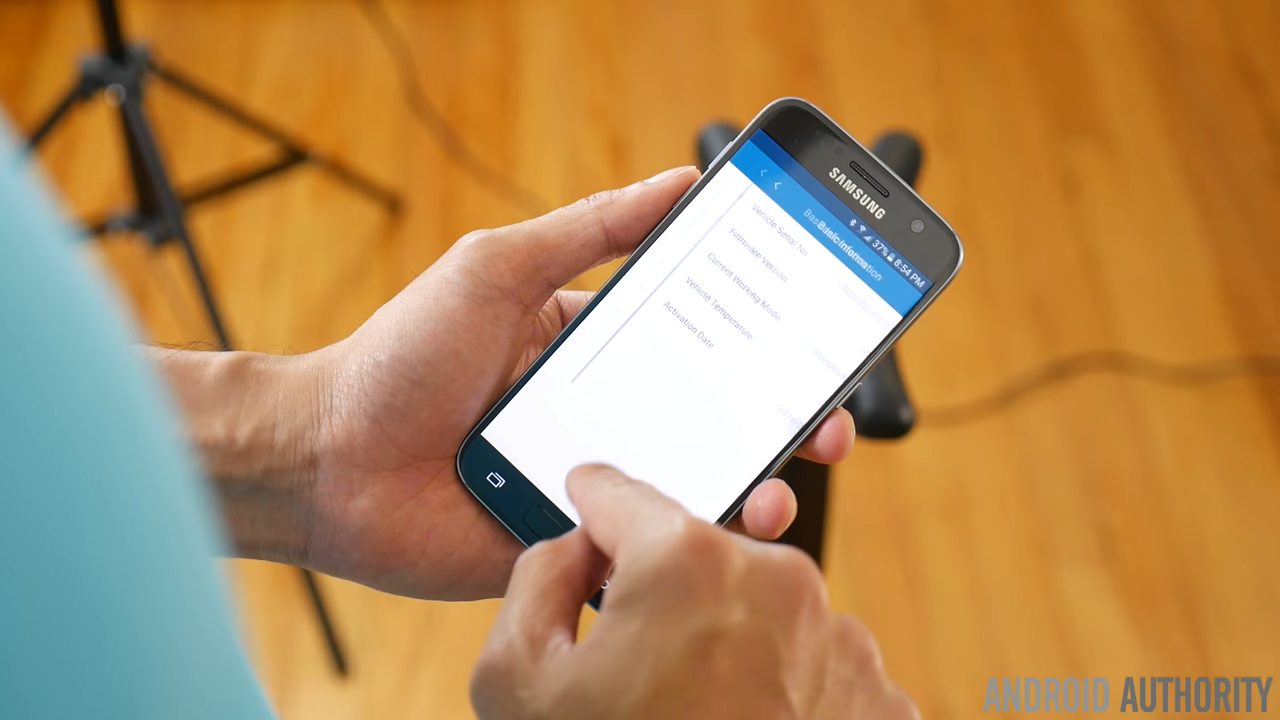 SAMSUNG
37% 8:54 PM
Basic Information
Vehicle Serial No
Firmware Version
Current Working Mode
Vehicle Temperature
Activation Date
ANDROID AUTHORITY